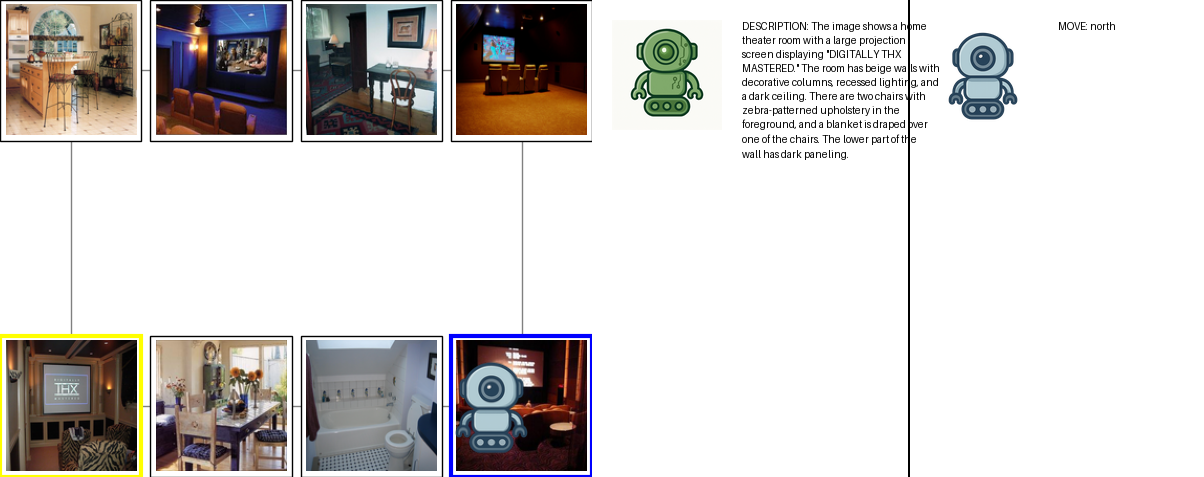 DESCRIPTION: The image shows a home
theater room with a large projection
screen displaying "DIGITALLY THX
MASTERED." The room has beige walls with
decorative columns, recessed lighting, and
a dark ceiling. There are two chairs with
zebra-patterned upholstery in the
foreground, and a blanket is draped over
one of the chairs. The lower part of the
wall has dark paneling.
MOVE: north
THX